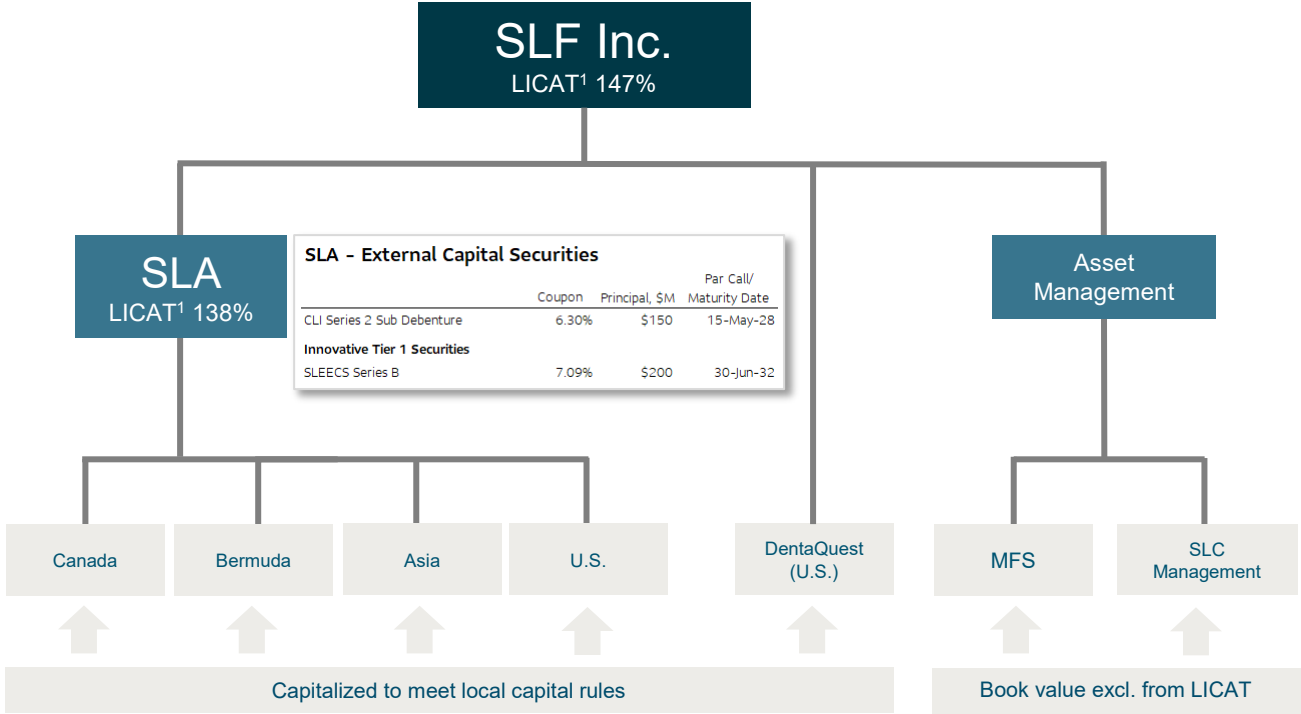 SLF Inc.
LICAT¹ 147%
SLA
LICAT¹ 138%
SLA – External Capital Securities
Par Call/
Coupon Principal, $M Maturity Date
CLI Series 2 Sub Debenture 6.30% $150 15-May-28
Innovative Tier 1 Securities
SLEECS Series B 7.09% $200 30-Jun-32
Asset
Management
Canada
Bermuda
Asia
U.S.
DentaQuest
(U.S.)
MFS
SLC
Management
Capitalized to meet local capital rules
Book value excl. from LICAT